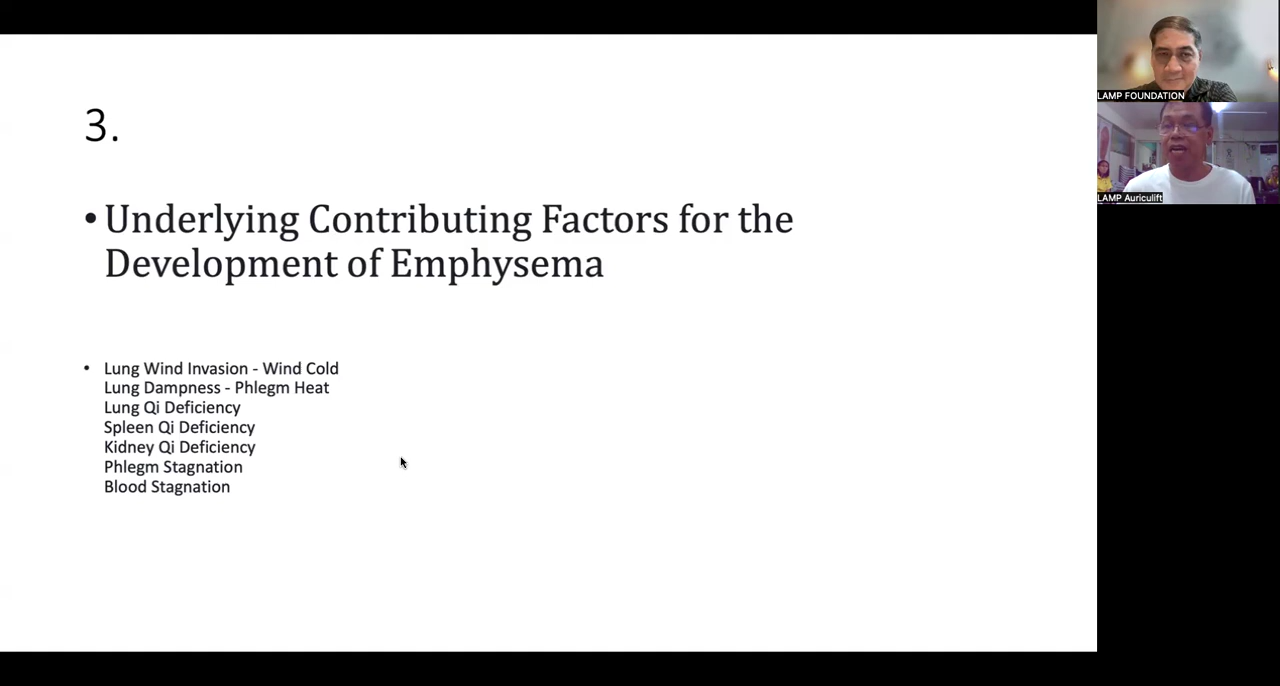 3.
• Underlying Contributing Factors for the
Development of Emphysema
• Lung Wind Invasion - Wind Cold
Lung Dampness - Phlegm Heat
Lung Qi Deficiency
Spleen Qi Deficiency
Kidney Qi Deficiency
Phlegm Stagnation
Blood Stagnation
LAMP FOUNDATION
LAMP Auriculift